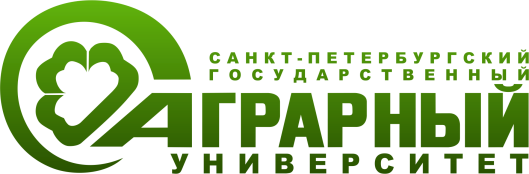 САНКТ-ПЕТЕРБУРГСКИЙ
ГОСУДАРСТВЕННЫЙ
АГРАРНЫЙ
УНИВЕРСИТЕТ